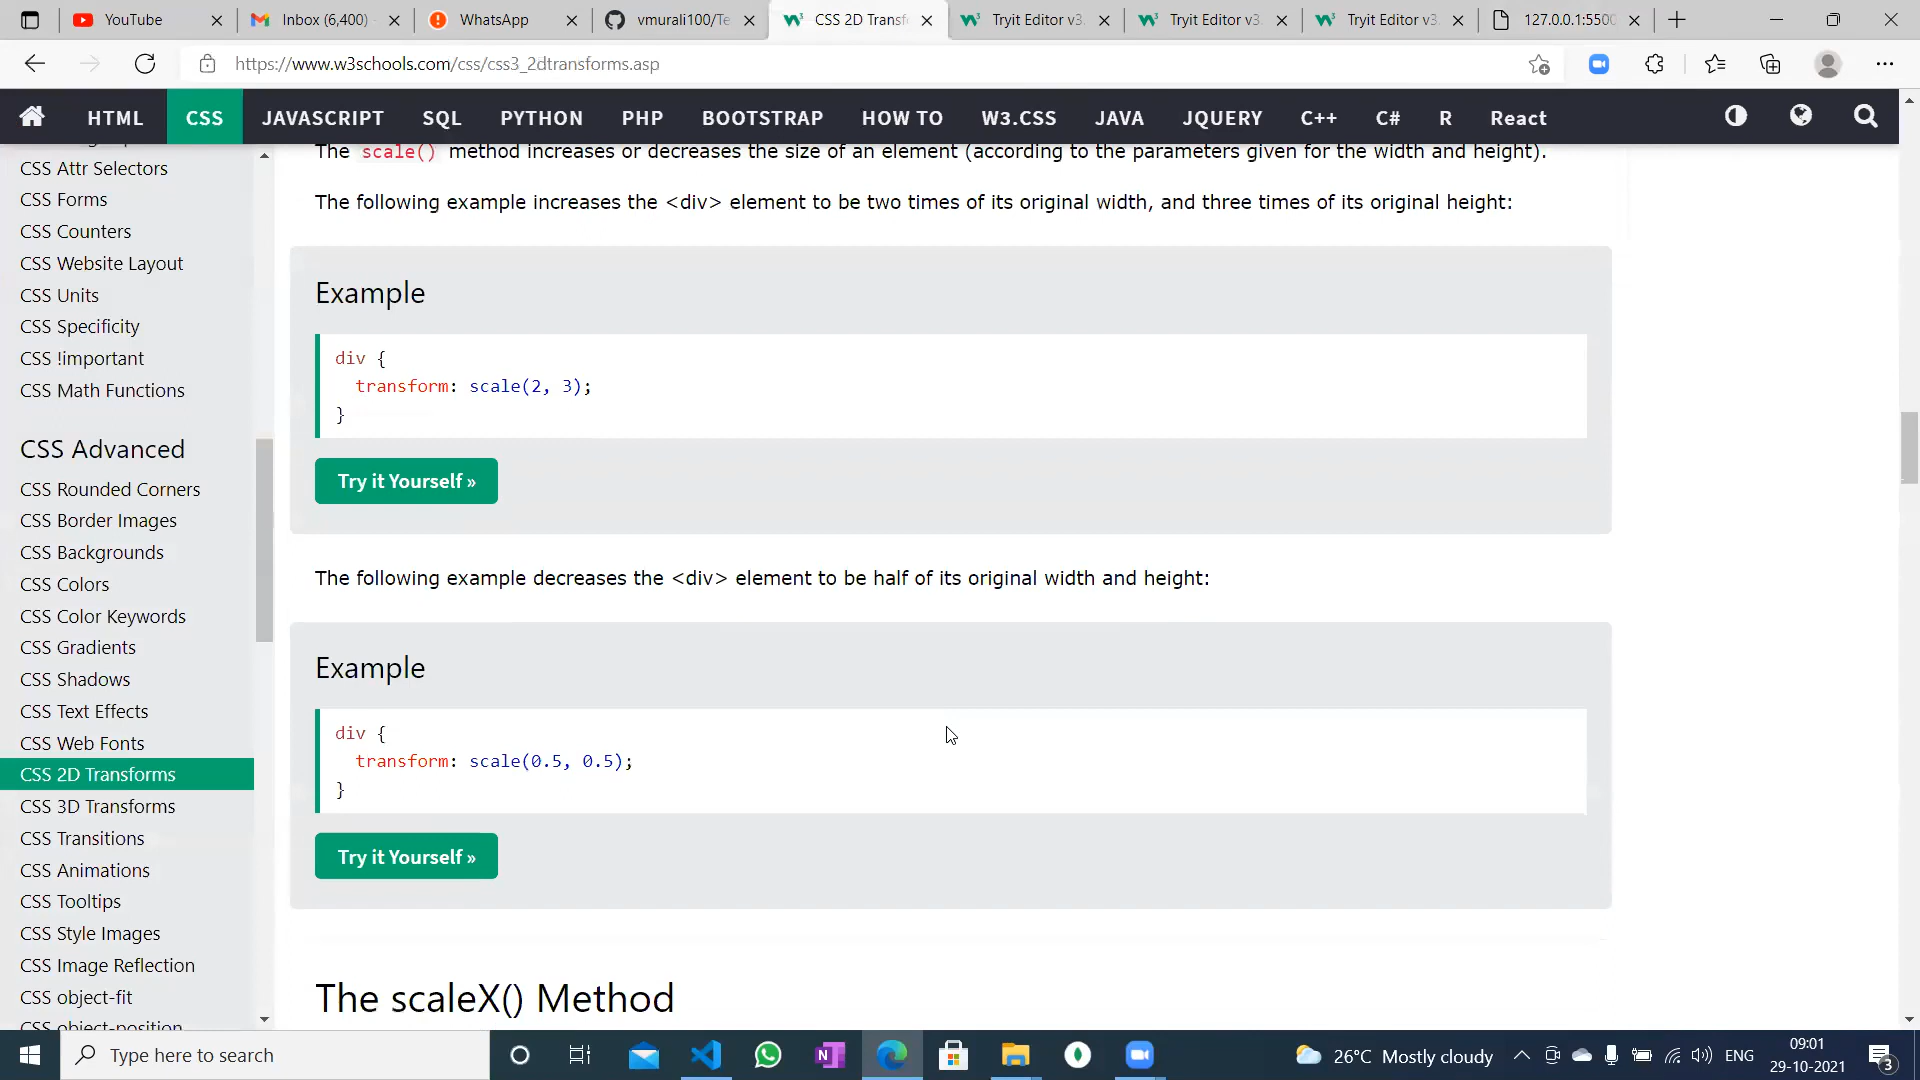 YouTube
Inbox (6,400)
WhatsApp
vmurali100/Te
CSS 2D Transf
Tryit Editor v3.
Tryit Editor v3.
Tryit Editor v3.
127.0.0.1:5500
https://www.w3schools.com/css/css3_2dtransforms.asp
HTML CSS JAVASCRIPT SQL PYTHON PHP BOOTSTRAP HOW TO W3.CSS JAVA JQUERY C++ C# R React
CSS Attr Selectors
CSS Forms
CSS Counters
CSS Website Layout
CSS Units
CSS Specificity
CSS !important
CSS Math Functions
CSS Advanced
CSS Rounded Corners
CSS Border Images
CSS Backgrounds
CSS Colors
CSS Color Keywords
CSS Gradients
CSS Shadows
CSS Text Effects
CSS Web Fonts
CSS 2D Transforms
CSS 3D Transforms
CSS Transitions
CSS Animations
CSS Tooltips
CSS Style Images
CSS Image Reflection
CSS object-fit
CSS object-position
The scale() method increases or decreases the size of an element (according to the parameters given for the width and height).
The following example increases the <div> element to be two times of its original width, and three times of its original height:
Example
div {
transform: scale(2, 3);
}
Try it Yourself »
The following example decreases the <div> element to be half of its original width and height:
Example
div {
transform: scale(0.5, 0.5);
}
Try it Yourself »
The scaleX() Method
Type here to search
26°C Mostly cloudy
ENG
09:01
29-10-2021
3